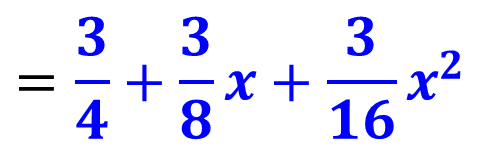 = 3/4 + 3/8 x + 3/16 x²